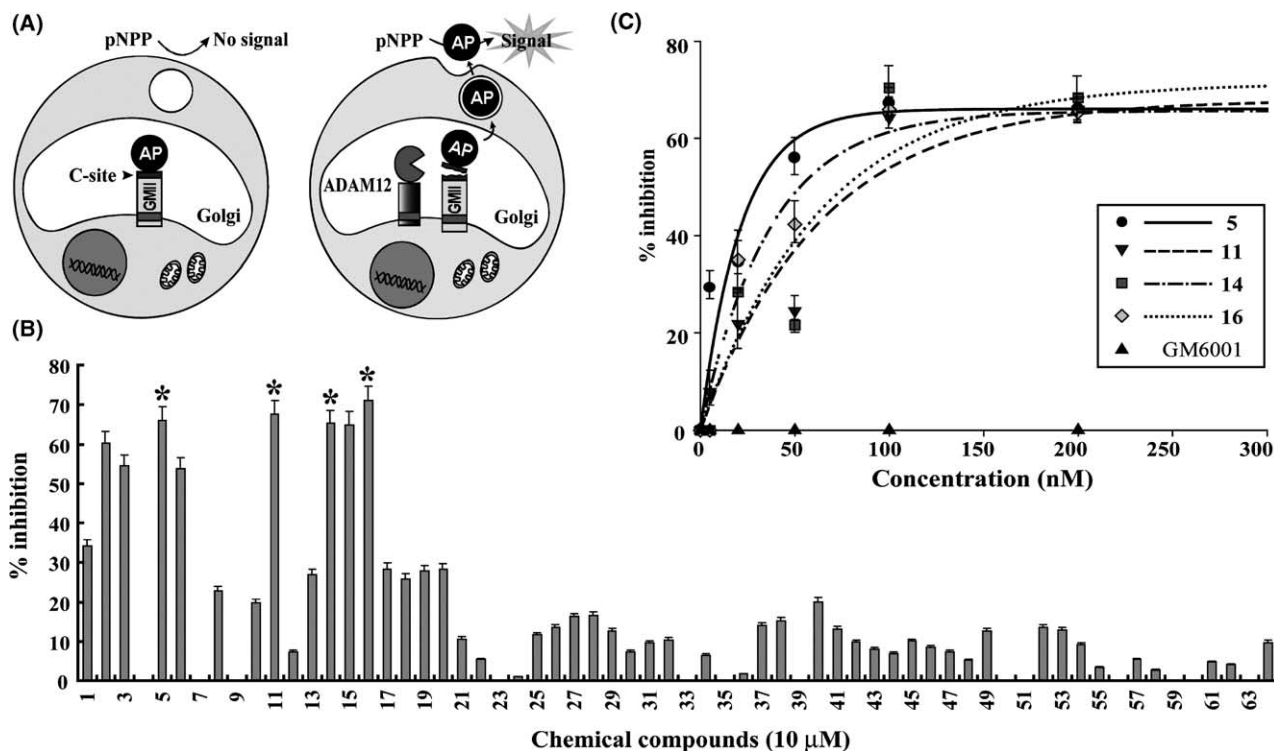 (A)
pNPP
No signal
AP
C-site
GMII
Golgi
pNPP
AP
Signal
AP
AP
ADAM12
GMII
Golgi
(B)
% inhibition
80
70
60
50
40
30
20
10
0
* * * *
1 3 5 7 9 11 13 15 17 19 21 23 25 27 29 31 33 35 37 39 41 43 45 47 49 51 53 55 57 59 61 63
Chemical compounds (10 μM)
(C)
% inhibition
80
60
40
20
0
0 50 100 150 200 250 300
Concentration (nM)
5
11
14
16
GM6001